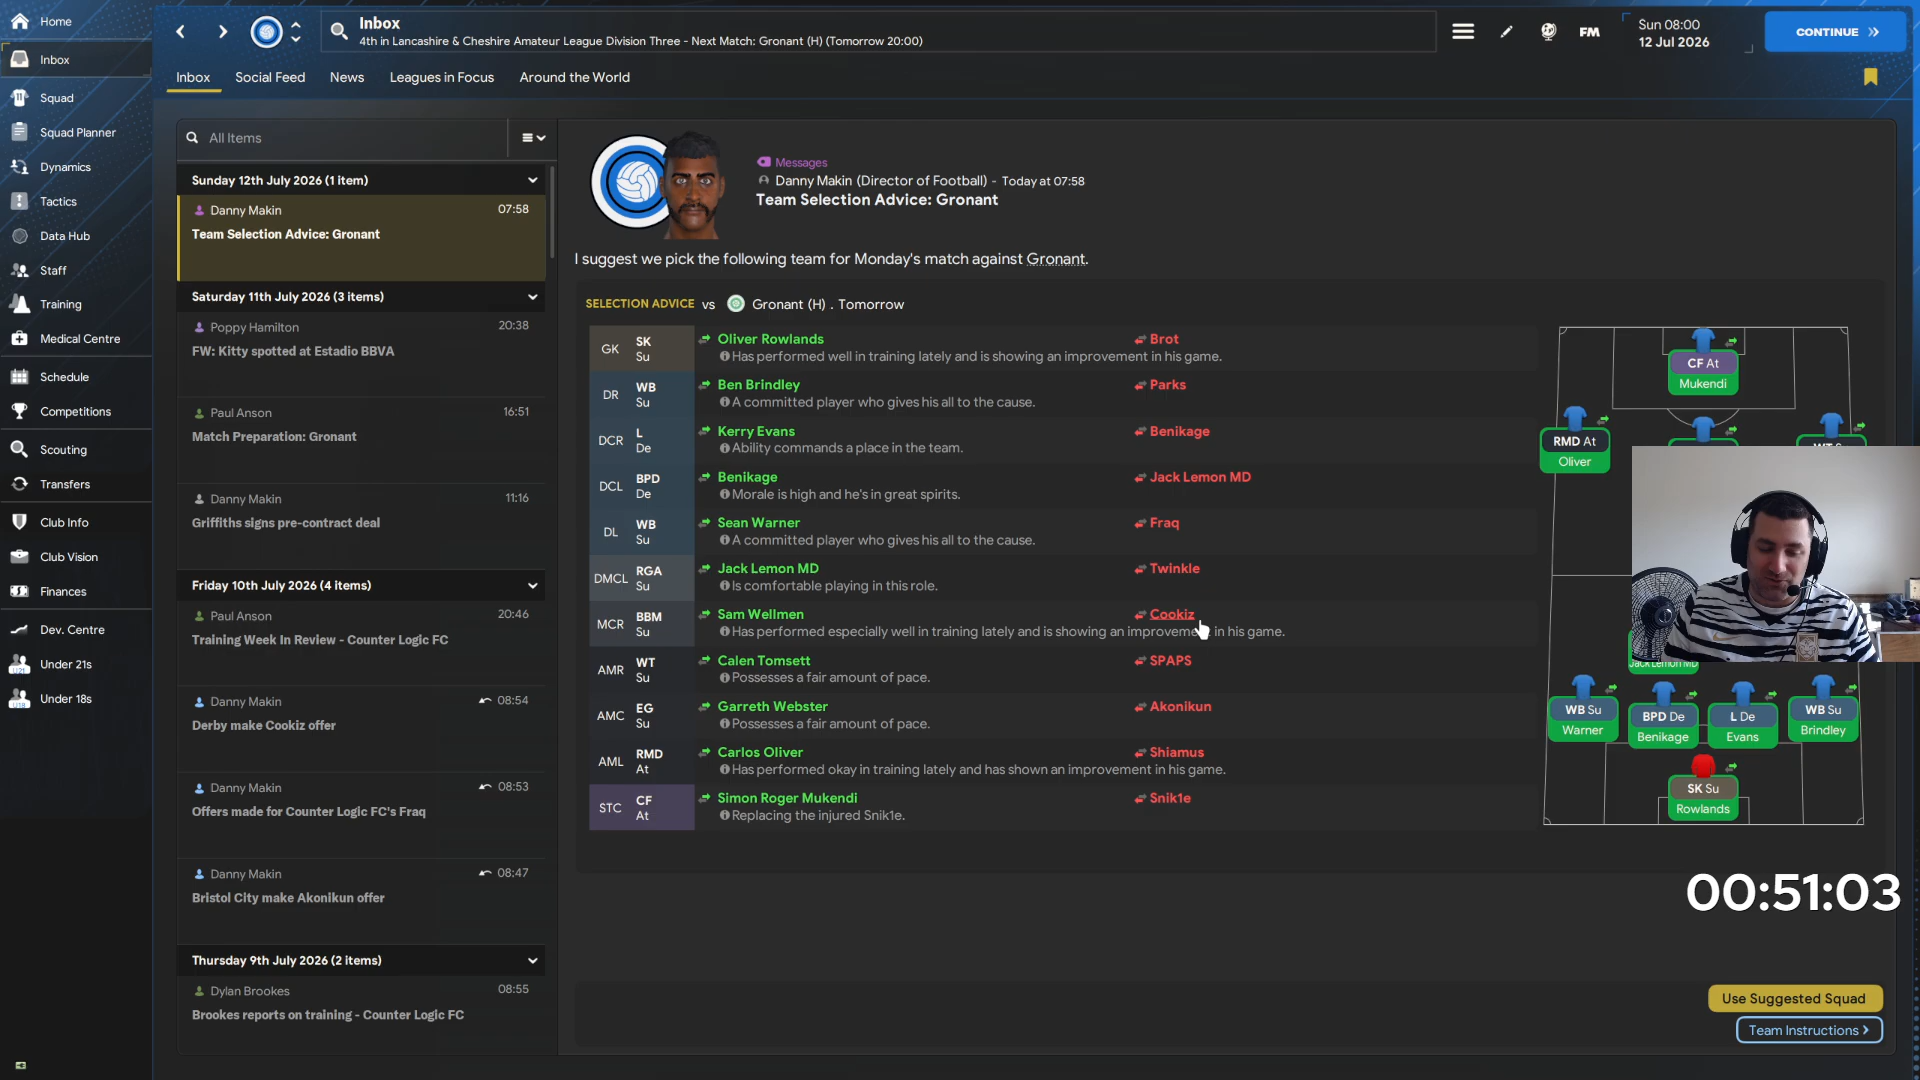 Home
Inbox
Squad
Squad Planner
Dynamics
Tactics
Data Hub
Staff
Training
Medical Centre
Schedule
Competitions
Scouting
Transfers
Club Info
Club Vision
Finances
Dev. Centre
Under 21s
Under 18s
Inbox
4th in Lancashire & Cheshire Amateur League Division Three - Next Match: Gronant (H) (Tomorrow 20:00)
FM
Sun 08:00
12 Jul 2026
CONTINUE
Inbox
Social Feed
News
Leagues in Focus
Around the World
All Items
Sunday 12th July 2026 (1 item)
Danny Makin 07:58
Team Selection Advice: Gronant
Saturday 11th July 2026 (3 items)
Poppy Hamilton 20:38
FW: Kitty spotted at Estadio BBVA
Paul Anson 16:51
Match Preparation: Gronant
Danny Makin 11:16
Griffiths signs pre-contract deal
Friday 10th July 2026 (4 items)
Paul Anson 20:46
Training Week In Review - Counter Logic FC
Danny Makin 08:54
Derby make Cookiz offer
Danny Makin 08:53
Offers made for Counter Logic FC's Fraq
Danny Makin 08:47
Bristol City make Akonikun offer
Thursday 9th July 2026 (2 items)
Dylan Brookes 08:55
Brookes reports on training - Counter Logic FC
Messages
Danny Makin (Director of Football) - Today at 07:58
Team Selection Advice: Gronant
I suggest we pick the following team for Monday's match against Gronant.
SELECTION ADVICE vs Gronant (H) . Tomorrow
GK SK Su Oliver Rowlands Brot
Has performed well in training lately and is showing an improvement in his game.
DR WB Su Ben Brindley Parks
A committed player who gives his all to the cause.
DCR L De Kerry Evans Benikage
Ability commands a place in the team.
DCL BPD De Benikage Jack Lemon MD
Morale is high and he's in great spirits.
DL WB Su Sean Warner Fraq
A committed player who gives his all to the cause.
DMCL RGA Su Jack Lemon MD Twinkle
Is comfortable playing in this role.
MCR BBM Su Sam Wellmen Cookiz
Has performed especially well in training lately and is showing an improvement in his game.
AMR WT Su Calen Tomsett SPAPS
Possesses a fair amount of pace.
AMC EG Su Garreth Webster Akonikun
Possesses a fair amount of pace.
AML RMD At Carlos Oliver Shiamus
Has performed okay in training lately and has shown an improvement in his game.
STC CF At Simon Roger Mukendi Snik1e
Replacing the injured Snik1e.
CF At
Mukendi
RMD At
Oliver
Jack Lemon MD
WB Su
Warner
BPD De
Benikage
L De
Evans
WB Su
Brindley
SK Su
Rowlands
00:51:03
Use Suggested Squad
Team Instructions >